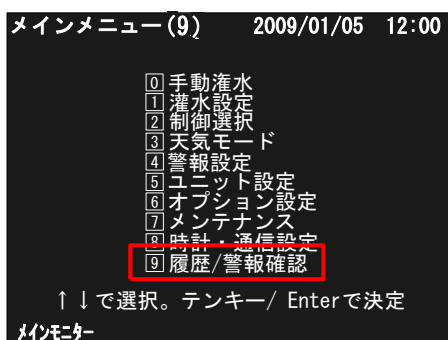 メインメニュー(9) 2009/01/05 12:00
0 手動潅水
1 灌水設定
2 制御選択
3 天気モード
4 警報設定
5 ユニット設定
6 オプション設定
7 メンテナンス
8 時計・通信設定
9 履歴/警報確認
↑↓で選択。テンキー/ Enterで決定
メインモニター